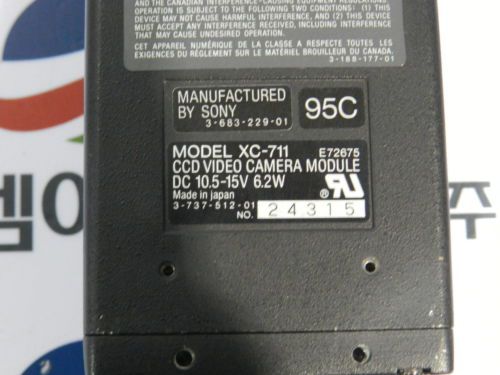 AND THE CANADIAN INTERFERENCE-CAUSING EQUIPMENT REGULATIONS.
OPERATION IS SUBJECT TO THE FOLLOWING TWO CONDITIONS: (1) THIS
DEVICE MAY NOT CAUSE HARMFUL INTERFERENCE, AND (2) THIS DEVICE
MUST ACCEPT ANY INTERFERENCE RECEIVED, INCLUDING INTERFERENCE
THAT MAY CAUSE UNDESIRED OPERATION.
CET APPAREIL NUMÉRIQUE DE LA CLASSE A RESPECTE TOUTES LES
EXIGENCES DU RÈGLEMENT SUR LE MATÉRIEL BROUILLEUR DU CANADA.
3-188-177-01
MANUFACTURED
BY SONY
3-683-229-01
95C
MODEL XC-711 E72675
CCD VIDEO CAMERA MODULE
DC 10.5-15V 6.2W
Made in japan
3-737-512-01
NO. 24315
엠이
주